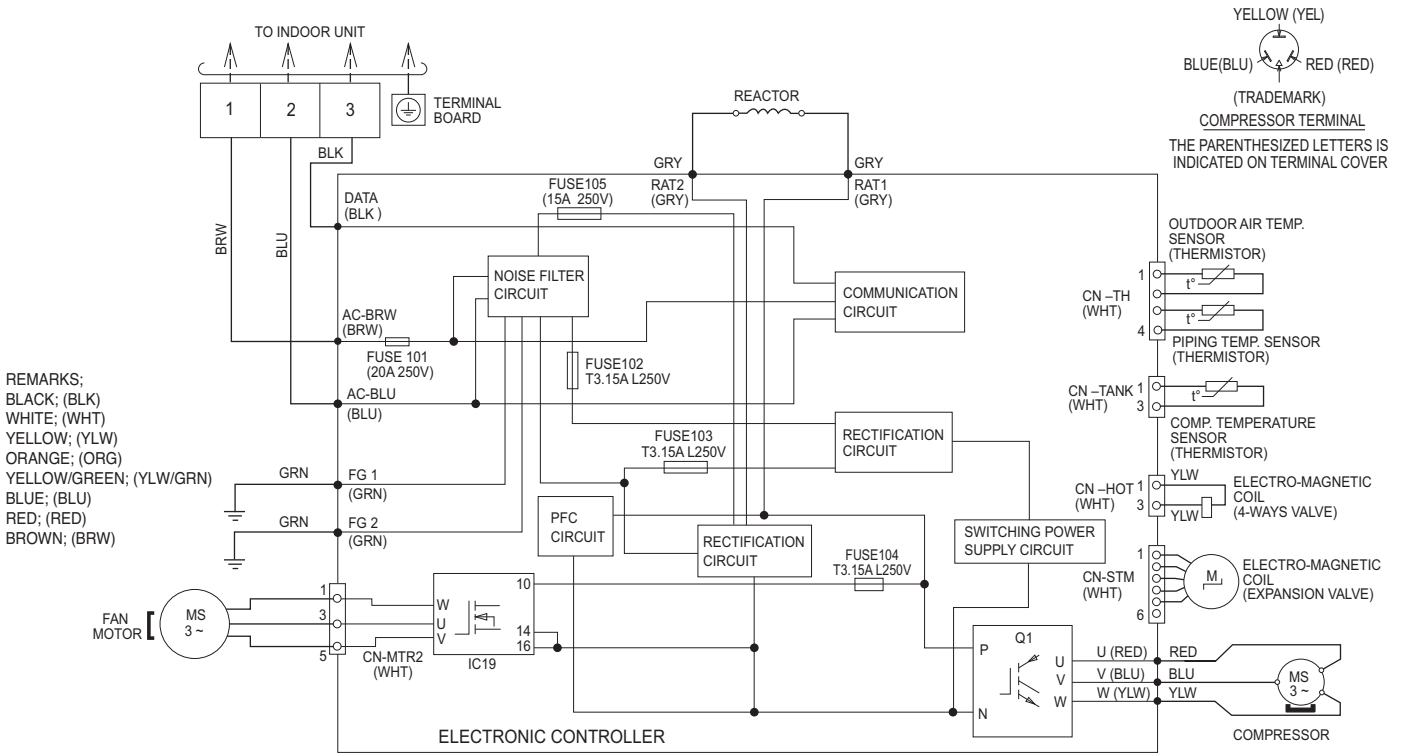 TO INDOOR UNIT
1
2
3
TERMINAL
BOARD
BLK
BRW
BLU
REACTOR
GRY
GRY
RAT2
(GRY)
RAT1
(GRY)
YELLOW (YEL)
BLUE(BLU)
RED (RED)
(TRADEMARK)
COMPRESSOR TERMINAL
THE PARENTHESIZED LETTERS IS
INDICATED ON TERMINAL COVER
DATA
(BLK )
FUSE105
(15A 250V)
NOISE FILTER
CIRCUIT
COMMUNICATION
CIRCUIT
AC-BRW
(BRW)
FUSE 101
(20A 250V)
FUSE102
T3.15A L250V
AC-BLU
(BLU)
FUSE103
T3.15A L250V
RECTIFICATION
CIRCUIT
REMARKS;
BLACK; (BLK)
WHITE; (WHT)
YELLOW; (YLW)
ORANGE; (ORG)
YELLOW/GREEN; (YLW/GRN)
BLUE; (BLU)
RED; (RED)
BROWN; (BRW)
GRN
FG 1
(GRN)
GRN
FG 2
(GRN)
PFC
CIRCUIT
RECTIFICATION
CIRCUIT
SWITCHING POWER
SUPPLY CIRCUIT
FUSE104
T3.15A L250V
OUTDOOR AIR TEMP.
SENSOR
(THERMISTOR)
1
t°
CN –TH
(WHT)
t°
4
PIPING TEMP. SENSOR
(THERMISTOR)
CN –TANK
(WHT)
1
3
t°
COMP. TEMPERATURE
SENSOR
(THERMISTOR)
CN –HOT
(WHT)
1
3
YLW
YLW
ELECTRO-MAGNETIC
COIL
(4-WAYS VALVE)
CN-STM
(WHT)
1
6
M
ELECTRO-MAGNETIC
COIL
(EXPANSION VALVE)
FAN
MOTOR
MS
3 ~
1
3
5
CN-MTR2
(WHT)
W
U
V
10
14
16
IC19
Q1
P
N
U
V
W
U (RED)
V (BLU)
W (YLW)
RED
BLU
YLW
MS
3 ~
COMPRESSOR
ELECTRONIC CONTROLLER